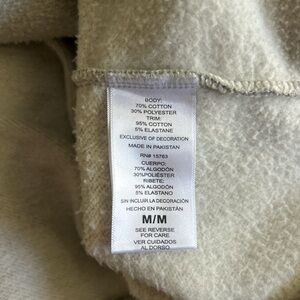 BODY:
70% COTTON
30% POLYESTER
TRIM:
95% COTTON
5% ELASTANE
EXCLUSIVE OF DECORATION
MADE IN PAKISTAN
RN# 15763
CUERPO:
70% ALGODÓN
30%POLIÉSTER
RIBETE:
95% ALGODÓN
5% ELASTANO
SIN INCLUIR LA DECORACIÓN
HECHO EN PAKISTÁN
M/M
SEE REVERSE
FOR CARE
VER CUIDADOS
AL DORSO